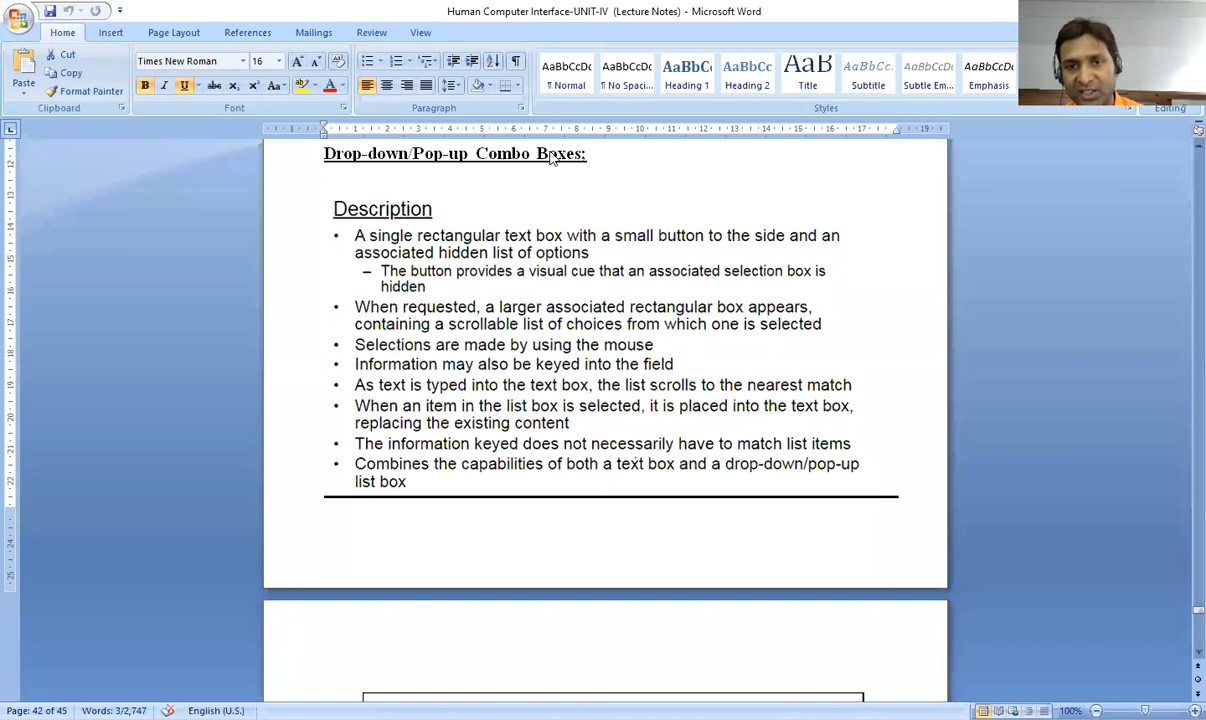 Human Computer Interface-UNIT-IV (Lecture Notes) - Microsoft Word
Home Insert Page Layout References Mailings Review View
Paste
Cut
Copy
Format Painter
Clipboard
Times New Roman 16
B I U abc x₂ x² Aa A
Font
Paragraph
AaBbCcDc AaBbCcDc AaBbC AaBbCc AaB AaBbCcI AaBbCcDc AaBbCcDc
¶ Normal ¶ No Spaci... Heading 1 Heading 2 Title Subtitle Subtle Em... Emphasis
Styles
Editing
Drop-down/Pop-up Combo Boxes:
Description
• A single rectangular text box with a small button to the side and an
associated hidden list of options
– The button provides a visual cue that an associated selection box is
hidden
• When requested, a larger associated rectangular box appears,
containing a scrollable list of choices from which one is selected
• Selections are made by using the mouse
• Information may also be keyed into the field
• As text is typed into the text box, the list scrolls to the nearest match
• When an item in the list box is selected, it is placed into the text box,
replacing the existing content
• The information keyed does not necessarily have to match list items
• Combines the capabilities of both a text box and a drop-down/pop-up
list box
Page: 42 of 45 Words: 3/2,747 English (U.S.) 100%